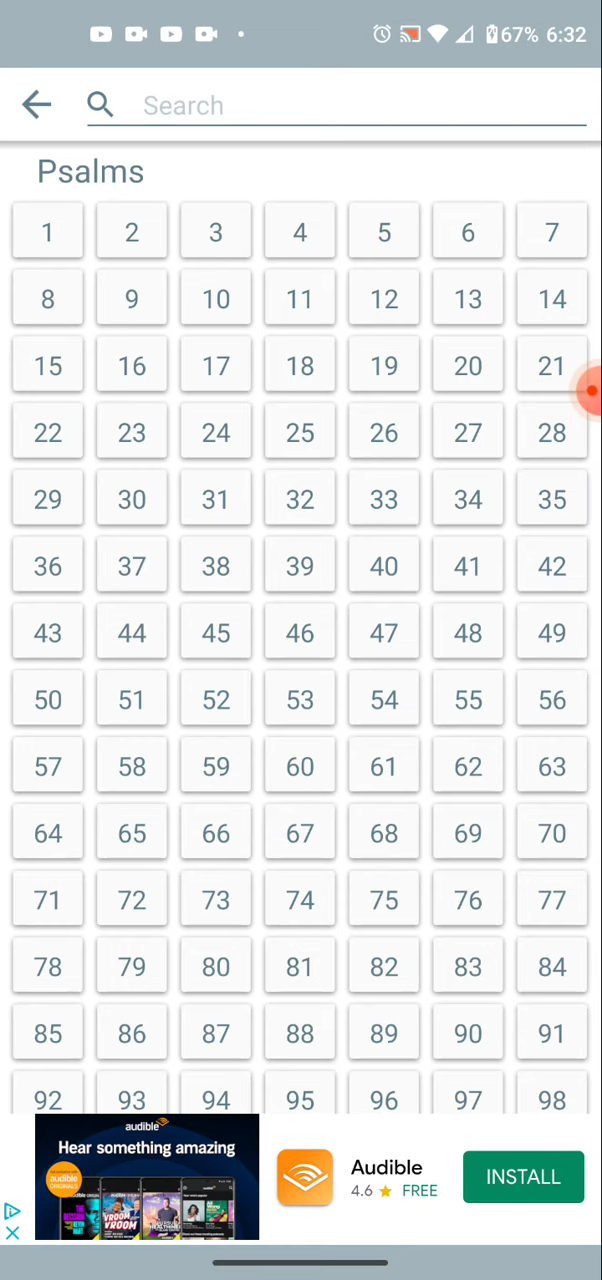 67% 6:32
Search
Psalms
1 2 3 4 5 6 7
8 9 10 11 12 13 14
15 16 17 18 19 20 21
22 23 24 25 26 27 28
29 30 31 32 33 34 35
36 37 38 39 40 41 42
43 44 45 46 47 48 49
50 51 52 53 54 55 56
57 58 59 60 61 62 63
64 65 66 67 68 69 70
71 72 73 74 75 76 77
78 79 80 81 82 83 84
85 86 87 88 89 90 91
92 93 94 95 96 97 98
audible
Hear something amazing
audible
ORIGINALS
VROOM
VROOM
Audible
4.6 ★ FREE
INSTALL